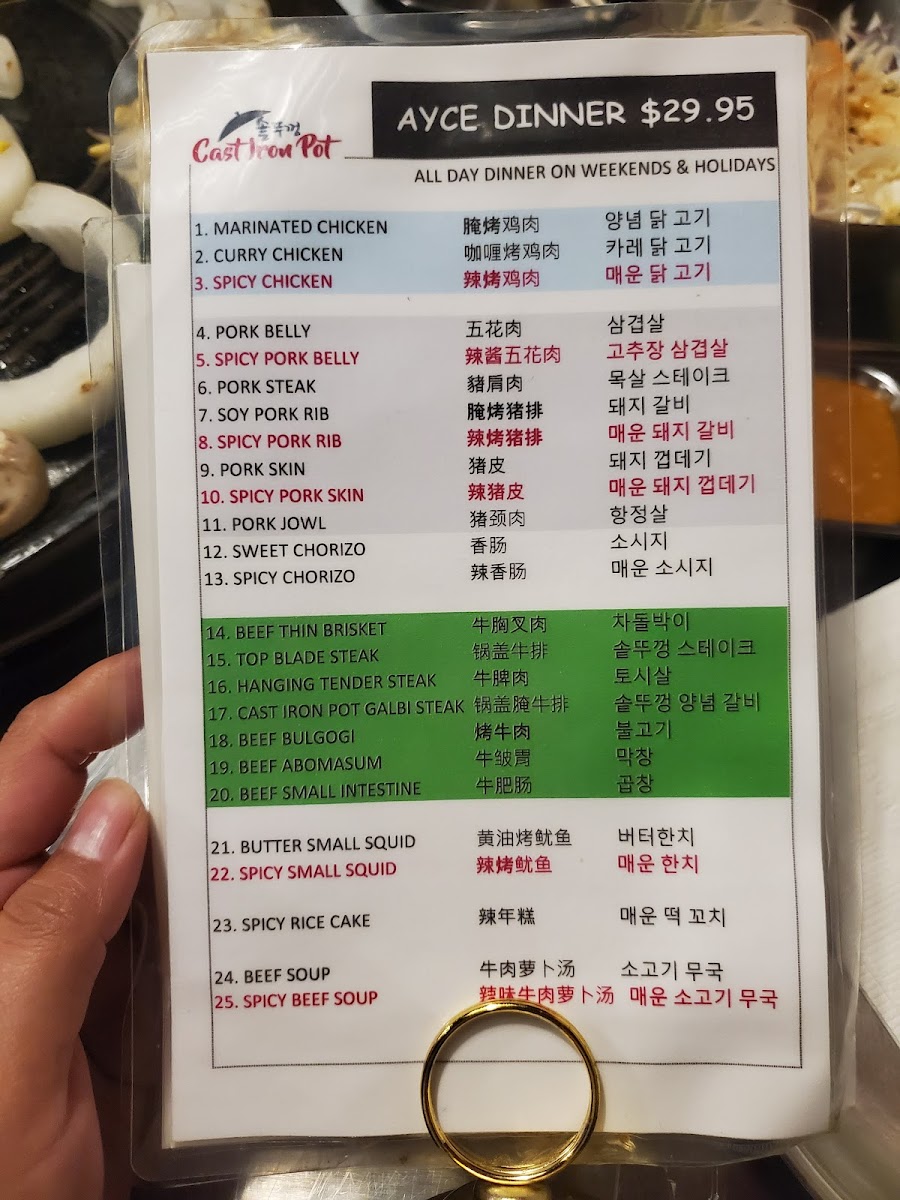 솥뚜껑
Cast Iron Pot
AYCE DINNER $29.95
ALL DAY DINNER ON WEEKENDS & HOLIDAYS
1. MARINATED CHICKEN 腌烤鸡肉 양념 닭 고기
2. CURRY CHICKEN 咖喱烤鸡肉 카레 닭 고기
3. SPICY CHICKEN 辣烤鸡肉 매운 닭 고기
4. PORK BELLY 五花肉 삼겹살
5. SPICY PORK BELLY 辣酱五花肉 고추장 삼겹살
6. PORK STEAK 豬肩肉 목살 스테이크
7. SOY PORK RIB 腌烤猪排 돼지 갈비
8. SPICY PORK RIB 辣烤猪排 매운 돼지 갈비
9. PORK SKIN 猪皮 돼지 껍데기
10. SPICY PORK SKIN 辣猪皮 매운 돼지 껍데기
11. PORK JOWL 猪颈肉 항정살
12. SWEET CHORIZO 香肠 소시지
13. SPICY CHORIZO 辣香肠 매운 소시지
14. BEEF THIN BRISKET 牛胸叉肉 차돌박이
15. TOP BLADE STEAK 锅盖牛排 솥뚜껑 스테이크
16. HANGING TENDER STEAK 牛脾肉 토시살
17. CAST IRON POT GALBI STEAK 锅盖腌牛排 솥뚜껑 양념 갈비
18. BEEF BULGOGI 烤牛肉 불고기
19. BEEF ABOMASUM 牛皱胃 막창
20. BEEF SMALL INTESTINE 牛肥肠 곱창
21. BUTTER SMALL SQUID 黄油烤鱿鱼 버터한치
22. SPICY SMALL SQUID 辣烤鱿鱼 매운 한치
23. SPICY RICE CAKE 辣年糕 매운 떡 꼬치
24. BEEF SOUP 牛肉萝卜汤 소고기 무국
25. SPICY BEEF SOUP 辣味牛肉萝卜汤 매운 소고기 무국